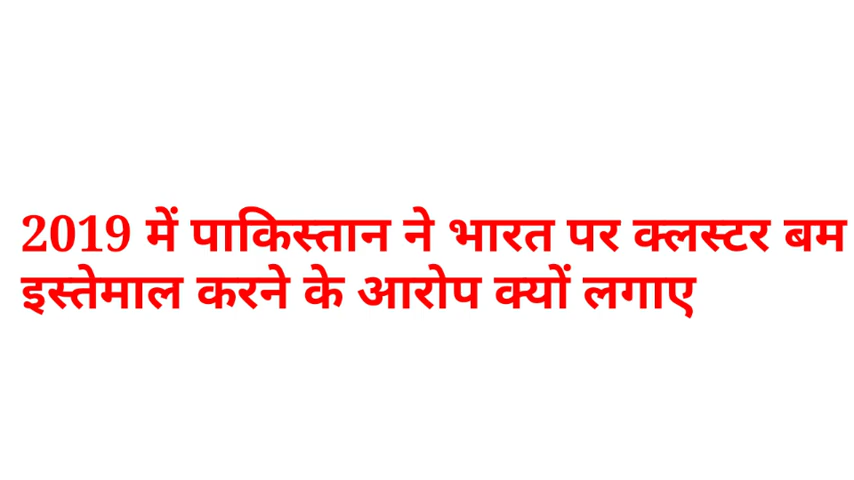 2019 में पाकिस्तान ने भारत पर क्लस्टर बम
इस्तेमाल करने के आरोप क्यों लगाए